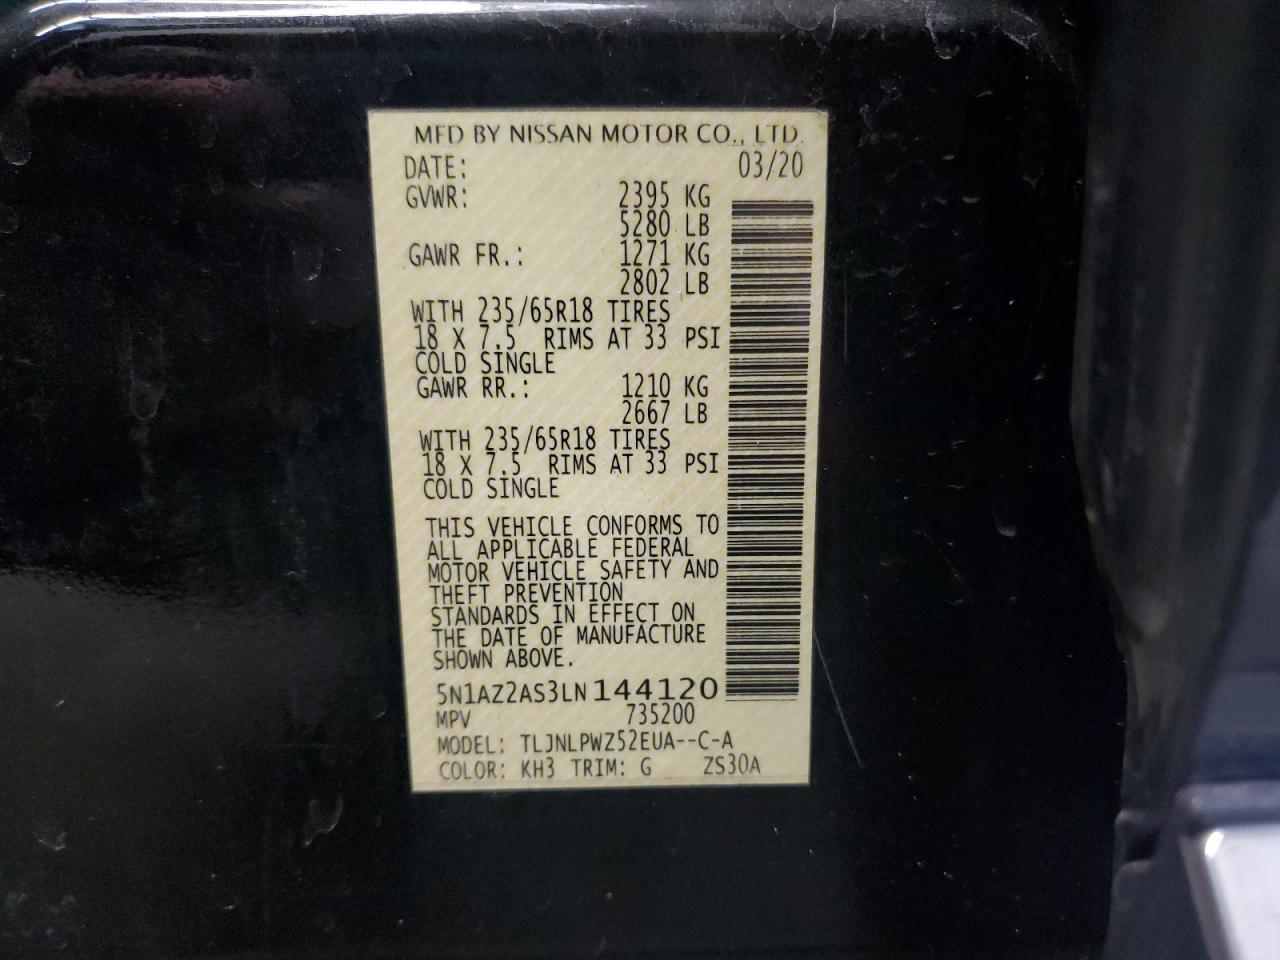 MFD BY NISSAN MOTOR CO., LTD.
DATE: 03/20
GVWR: 2395 KG
5280 LB
GAWR FR.: 1271 KG
2802 LB
WITH 235/65R18 TIRES
18 X 7.5 RIMS AT 33 PSI
COLD SINGLE
GAWR RR.: 1210 KG
2667 LB
WITH 235/65R18 TIRES
18 X 7.5 RIMS AT 33 PSI
COLD SINGLE
THIS VEHICLE CONFORMS TO
ALL APPLICABLE FEDERAL
MOTOR VEHICLE SAFETY AND
THEFT PREVENTION
STANDARDS IN EFFECT ON
THE DATE OF MANUFACTURE
SHOWN ABOVE.
5N1AZ2AS3LN144120
MPV 735200
MODEL: TLJNLPWZ52EUA--C-A
COLOR: KH3 TRIM: G ZS30A